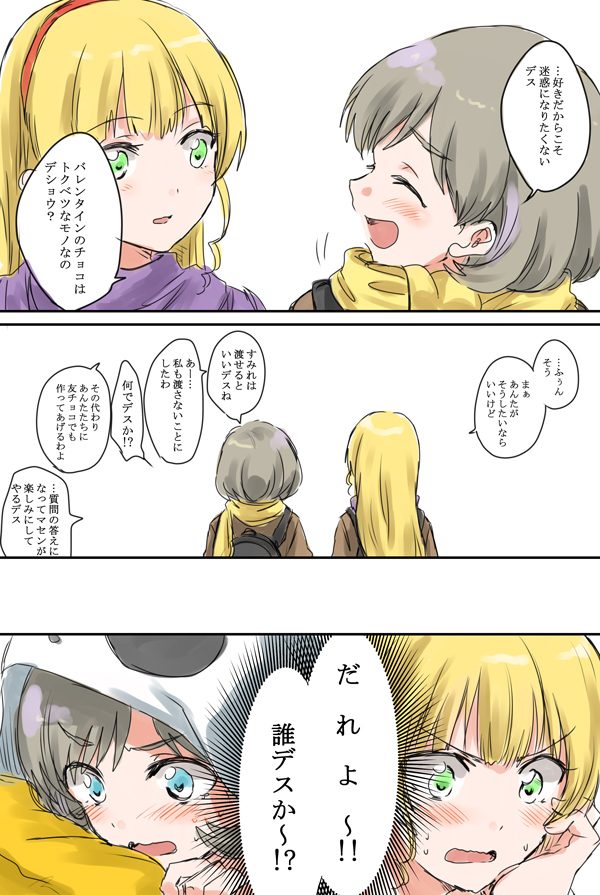 …好きだからこそ
迷惑になりたくない
デス
バレンタインのチョコは
トクベツなモノなの
デショウ?
…ふぅん
そう
まぁ
あんたが
そうしたいなら
いいけど
すみれは
渡せると
いいデスね
あー…
私も渡さないことに
したわ
何でデスか!?
その代わり
あんたたちに
友チョコでも
作ってあげるわよ
…質問の答えに
なってマセンが
楽しみにして
やるデス
だれよ〜!!
誰デスか〜!?